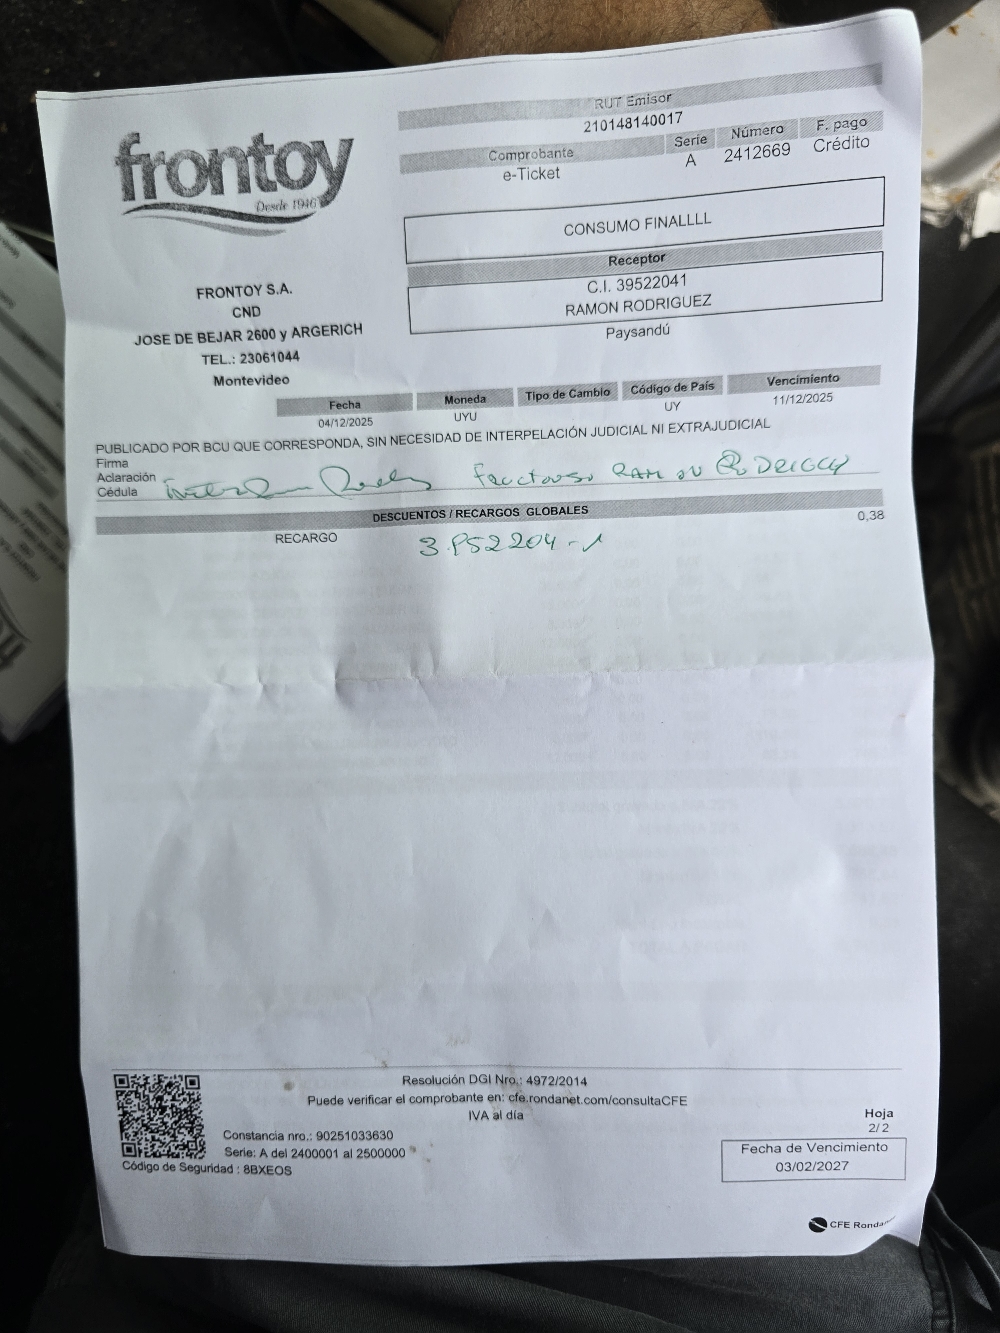 frontoy
Desde 1946
RUT Emisor
210148140017
Comprobante Serie Número F. pago
e-Ticket A 2412669 Crédito
CONSUMO FINALLLL
Receptor
C.I. 39522041
RAMON RODRIGUEZ
Paysandú
FRONTOY S.A.
CND
JOSE DE BEJAR 2600 y ARGERICH
TEL.: 23061044
Montevideo
Fecha Moneda Tipo de Cambio Código de País Vencimiento
04/12/2025 UYU UY 11/12/2025
PUBLICADO POR BCU QUE CORRESPONDA, SIN NECESIDAD DE INTERPELACIÓN JUDICIAL NI EXTRAJUDICIAL
Firma
Aclaración
Cédula
DESCUENTOS / RECARGOS GLOBALES
RECARGO 0,38
Resolución DGI Nro.: 4972/2014
Puede verificar el comprobante en: cfe.rondanet.com/consultaCFE
IVA al día
Constancia nro.: 90251033630
Serie: A del 2400001 al 2500000
Código de Seguridad : 8BXEOS
Hoja
2/2
Fecha de Vencimiento
03/02/2027
CFE Rondanet